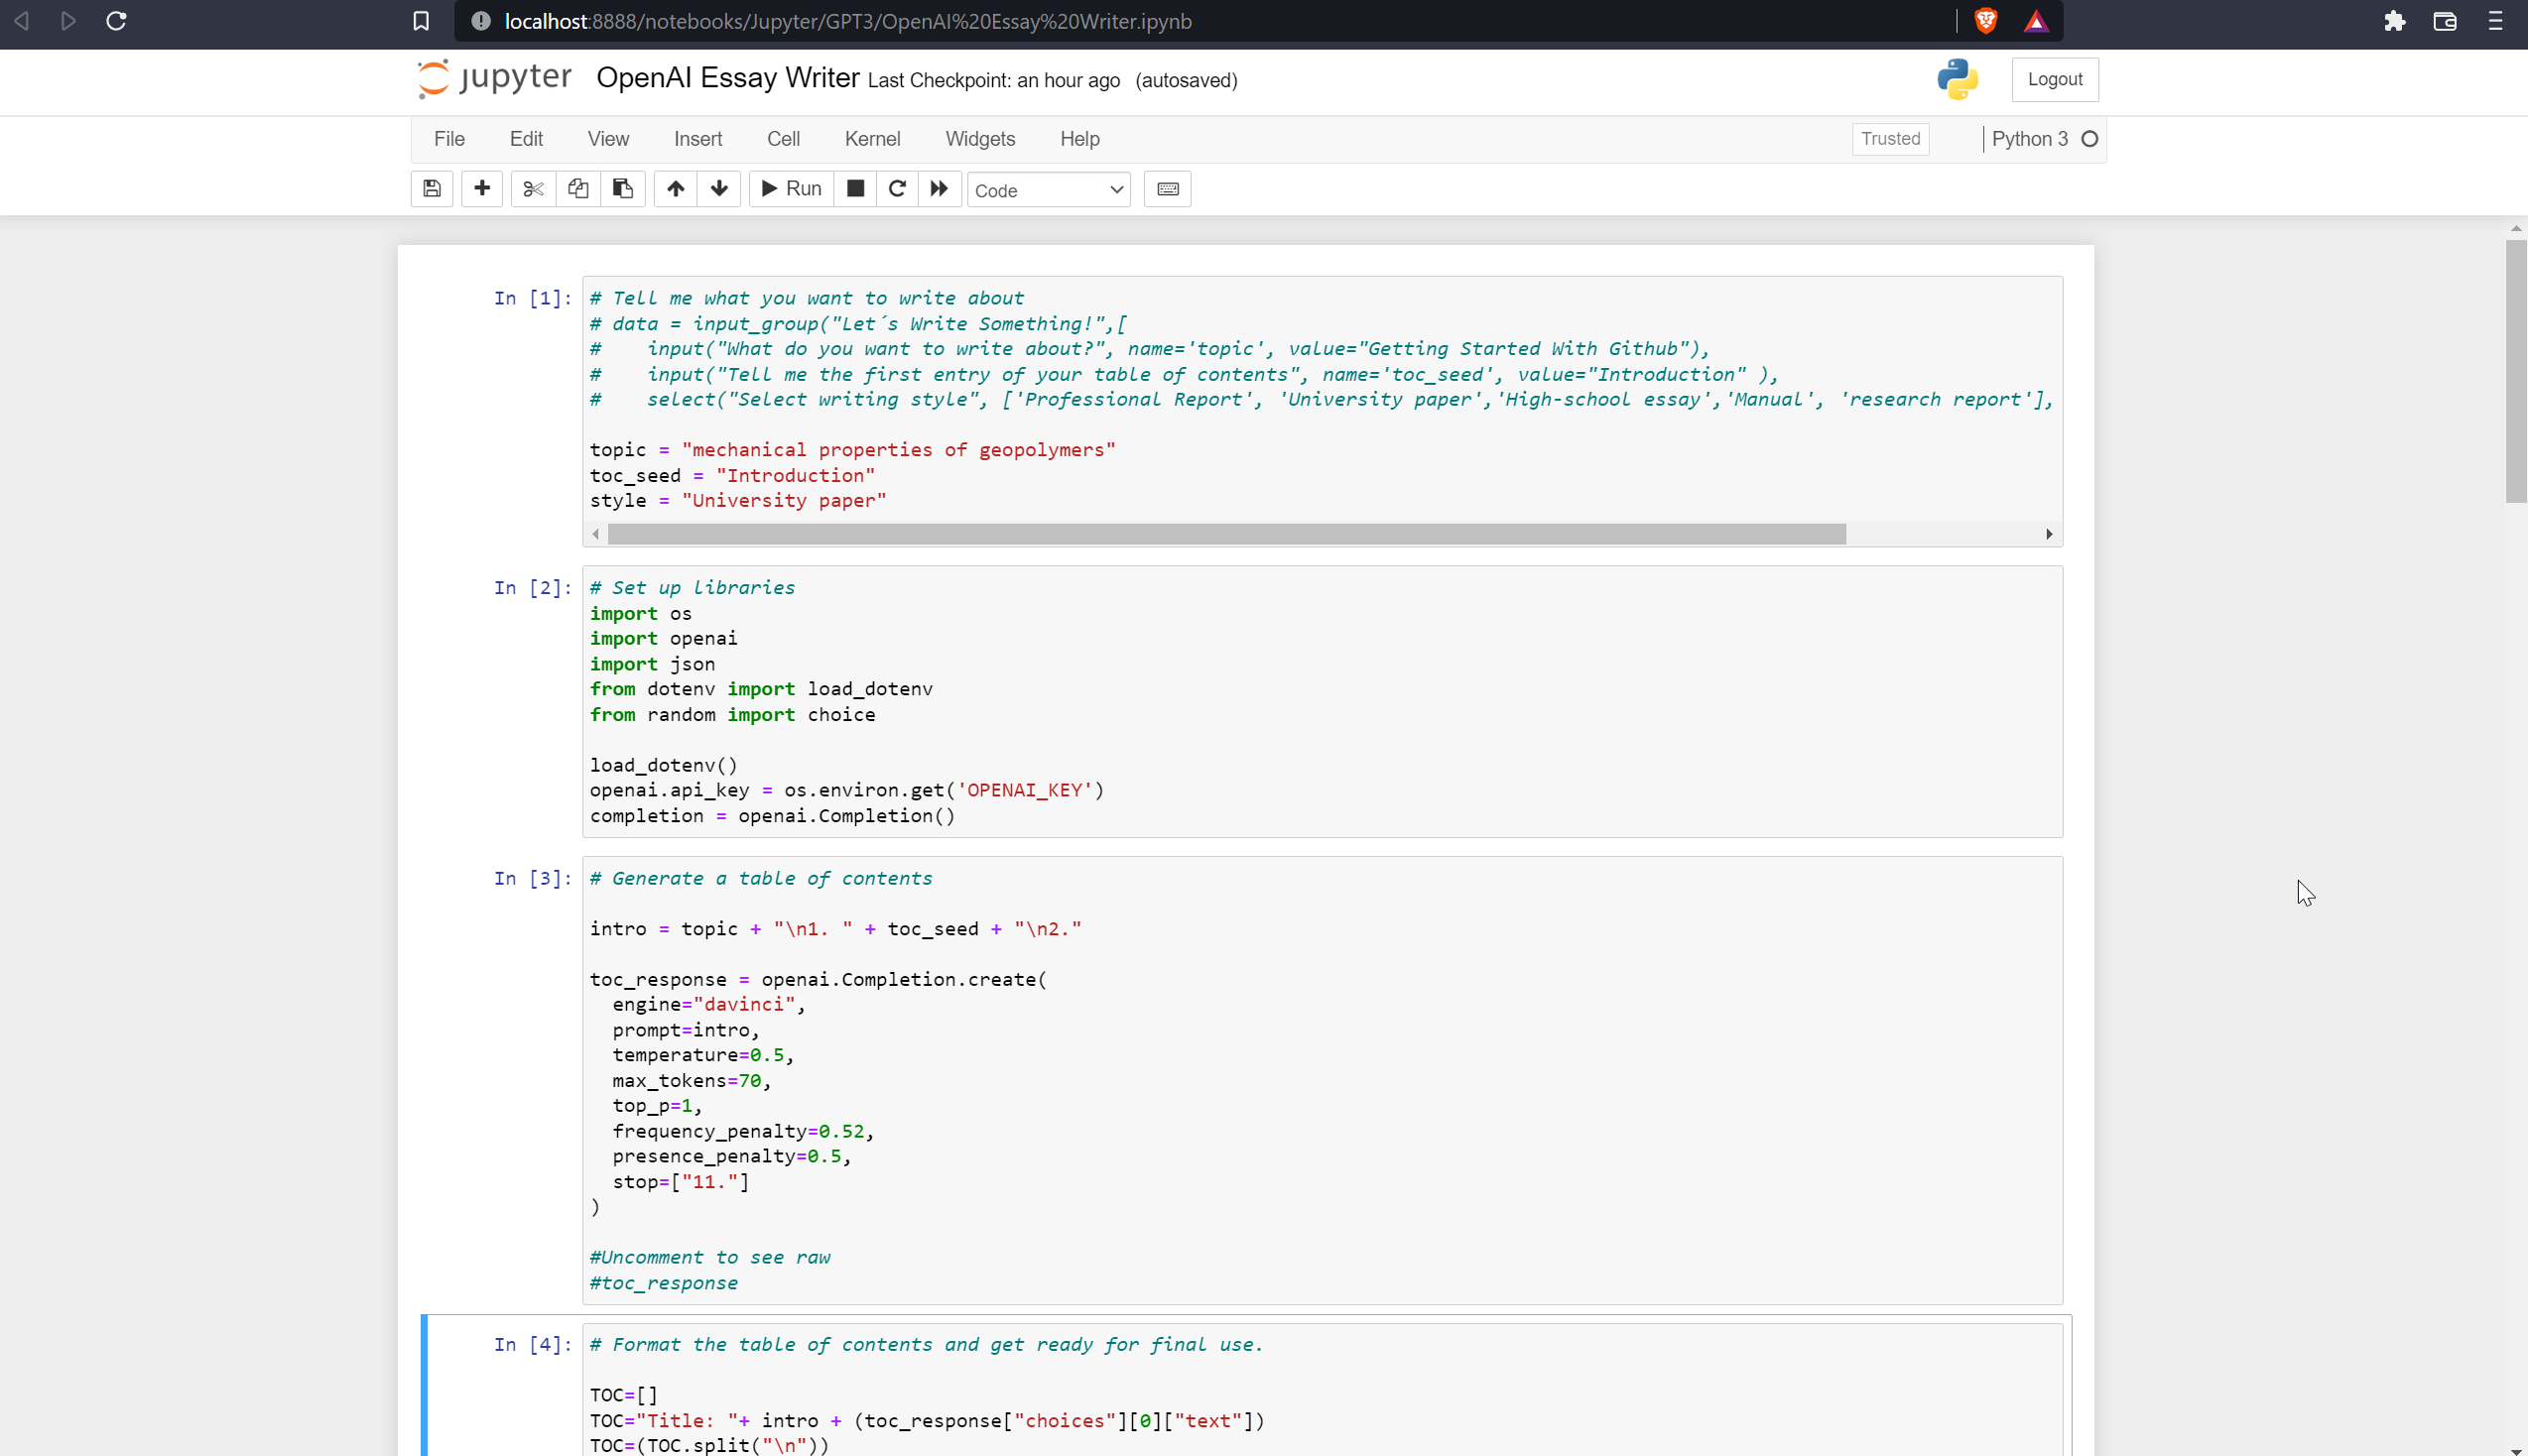 localhost:8888/notebooks/Jupyter/GPT3/OpenAI%20Essay%20Writer.ipynb
jupyter OpenAI Essay Writer Last Checkpoint: an hour ago (autosaved) Logout
File Edit View Insert Cell Kernel Widgets Help Trusted Python 3
Run Code
In [1]: # Tell me what you want to write about
# data = input_group("Let´s Write Something!",[
#    input("What do you want to write about?", name='topic', value="Getting Started With Github"),
#    input("Tell me the first entry of your table of contents", name='toc_seed', value="Introduction" ),
#    select("Select writing style", ['Professional Report', 'University paper','High-school essay','Manual', 'research report'],
topic = "mechanical properties of geopolymers"
toc_seed = "Introduction"
style = "University paper"
In [2]: # Set up libraries
import os
import openai
import json
from dotenv import load_dotenv
from random import choice
load_dotenv()
openai.api_key = os.environ.get('OPENAI_KEY')
completion = openai.Completion()
In [3]: # Generate a table of contents
intro = topic + "\n1. " + toc_seed + "\n2."
toc_response = openai.Completion.create(
  engine="davinci",
  prompt=intro,
  temperature=0.5,
  max_tokens=70,
  top_p=1,
  frequency_penalty=0.52,
  presence_penalty=0.5,
  stop=["11."]
)
#Uncomment to see raw
#toc_response
In [4]: # Format the table of contents and get ready for final use.
TOC=[]
TOC="Title: "+ intro + (toc_response["choices"][0]["text"])
TOC=(TOC.split("\n"))